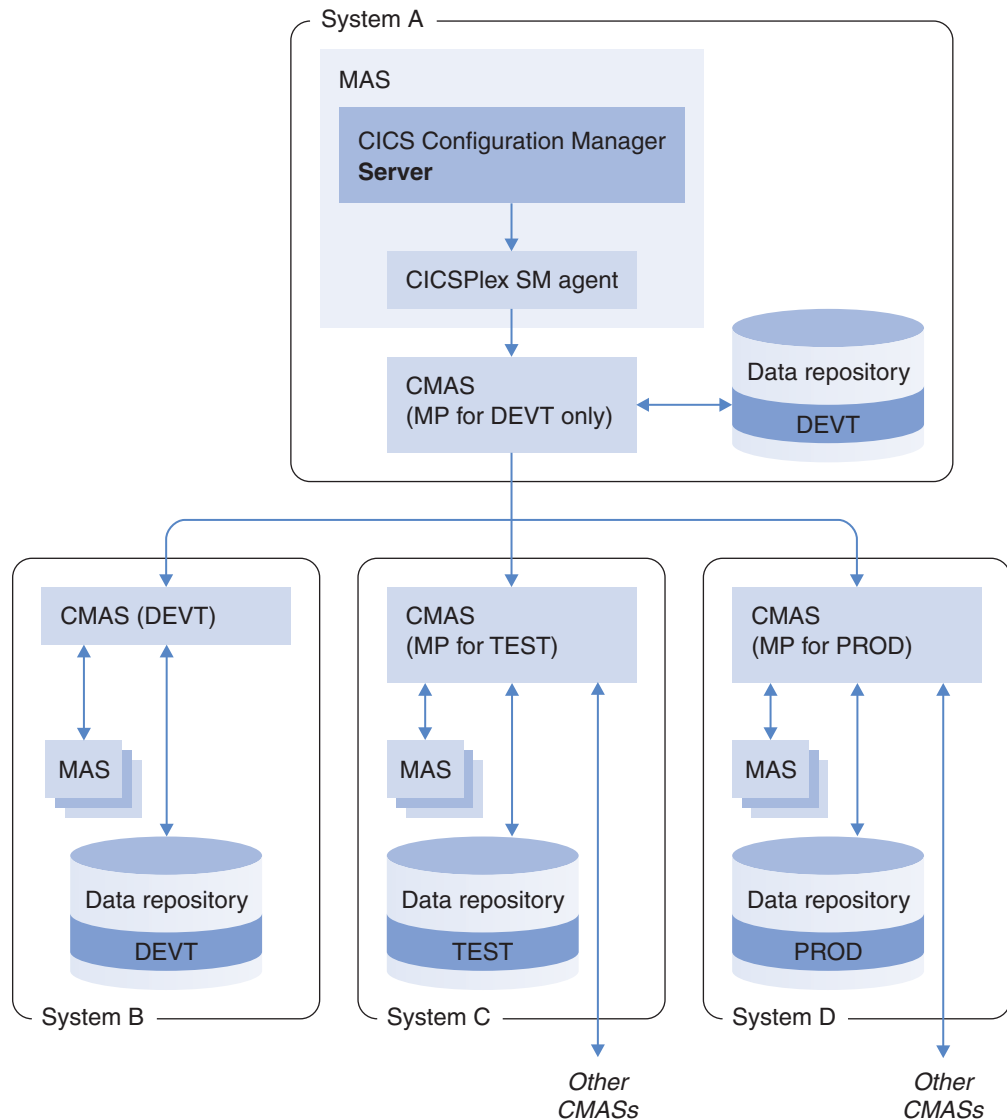 System A
MAS
CICS Configuration Manager
Server
CICSPlex SM agent
CMAS
(MP for DEVT only)
Data repository
DEVT
CMAS (DEVT)
MAS
Data repository
DEVT
System B
CMAS
(MP for TEST)
MAS
Data repository
TEST
System C
Other
CMASs
CMAS
(MP for PROD)
MAS
Data repository
PROD
System D
Other
CMASs